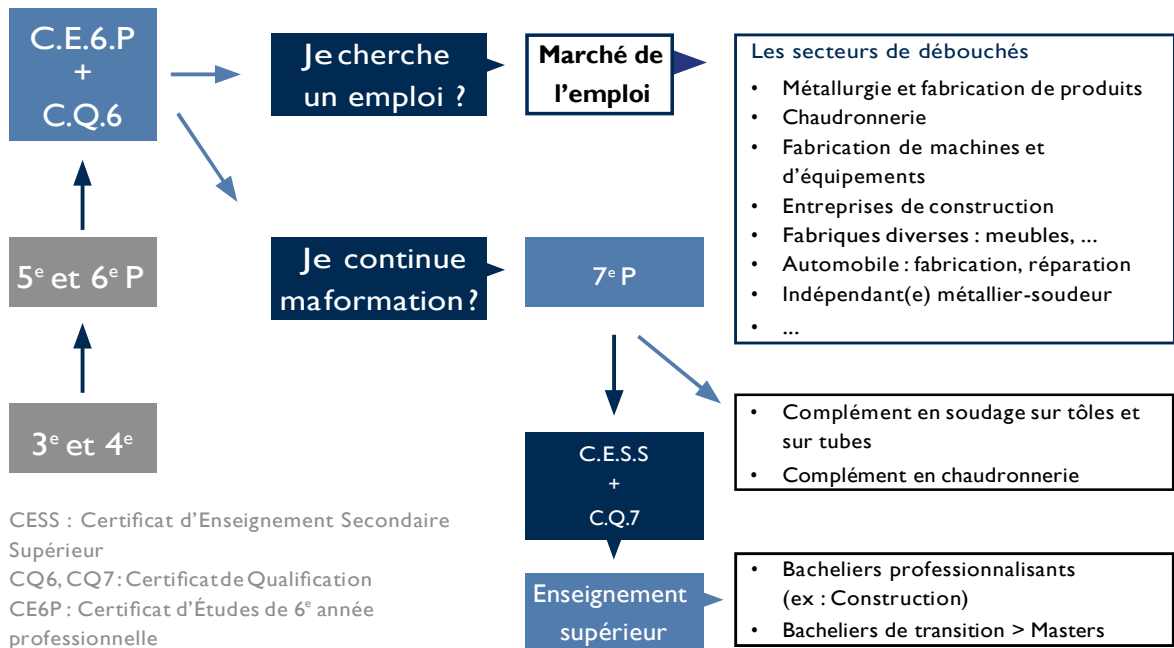 C.E.6.P
+
C.Q.6
Je cherche
un emploi ?
Marché de
l'emploi
Les secteurs de débouchés
• Métallurgie et fabrication de produits
• Chaudronnerie
• Fabrication de machines et
d'équipements
• Entreprises de construction
• Fabriques diverses : meubles, ...
• Automobile : fabrication, réparation
• Indépendant(e) métallier-soudeur
• ...
5e et 6e P
Je continue
maformation ?
7e P
3e et 4e
C.E.S.S
+
C.Q.7
• Complément en soudage sur tôles et
sur tubes
• Complément en chaudronnerie
CESS : Certificat d'Enseignement Secondaire
Supérieur
CQ6, CQ7 : Certificat de Qualification
CE6P : Certificat d'Études de 6e année
professionnelle
Enseignement
supérieur
• Bacheliers professionnalisants
(ex : Construction)
• Bacheliers de transition > Masters